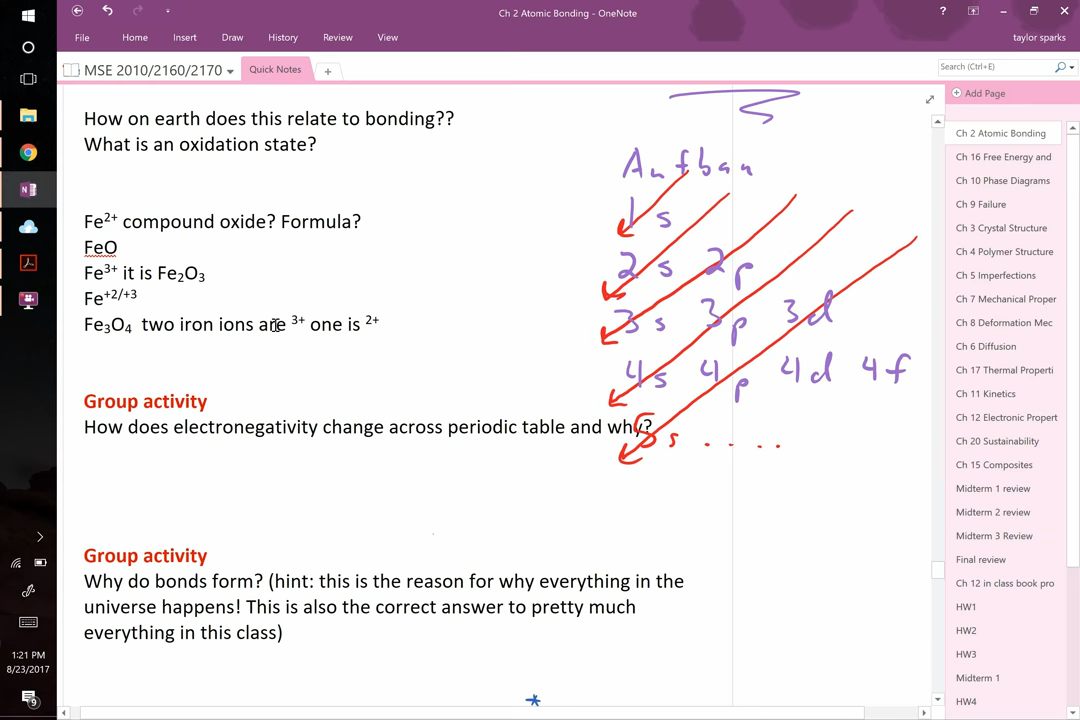 Ch 2 Atomic Bonding - OneNote
?
File Home Insert Draw History Review View
taylor sparks
MSE 2010/2160/2170
Quick Notes
+
Search (Ctrl+E)
Add Page
How on earth does this relate to bonding??
What is an oxidation state?
Fe2+ compound oxide? Formula?
FeO
Fe3+ it is Fe2O3
Fe+2/+3
Fe3O4 two iron ions are 3+ one is 2+
Group activity
How does electronegativity change across periodic table and why?
Group activity
Why do bonds form? (hint: this is the reason for why everything in the
universe happens! This is also the correct answer to pretty much
everything in this class)
*
Aufbau
1s
2s 2p
3s 3p 3d
4s 4p 4d 4f
5s .. ..
Ch 2 Atomic Bonding
Ch 16 Free Energy and
Ch 10 Phase Diagrams
Ch 9 Failure
Ch 3 Crystal Structure
Ch 4 Polymer Structure
Ch 5 Imperfections
Ch 7 Mechanical Proper
Ch 8 Deformation Mec
Ch 6 Diffusion
Ch 17 Thermal Properti
Ch 11 Kinetics
Ch 12 Electronic Propert
Ch 20 Sustainability
Ch 15 Composites
Midterm 1 review
Midterm 2 review
Midterm 3 Review
Final review
Ch 12 in class book pro
HW1
HW2
HW3
Midterm 1
HW4
1:21 PM
8/23/2017
9